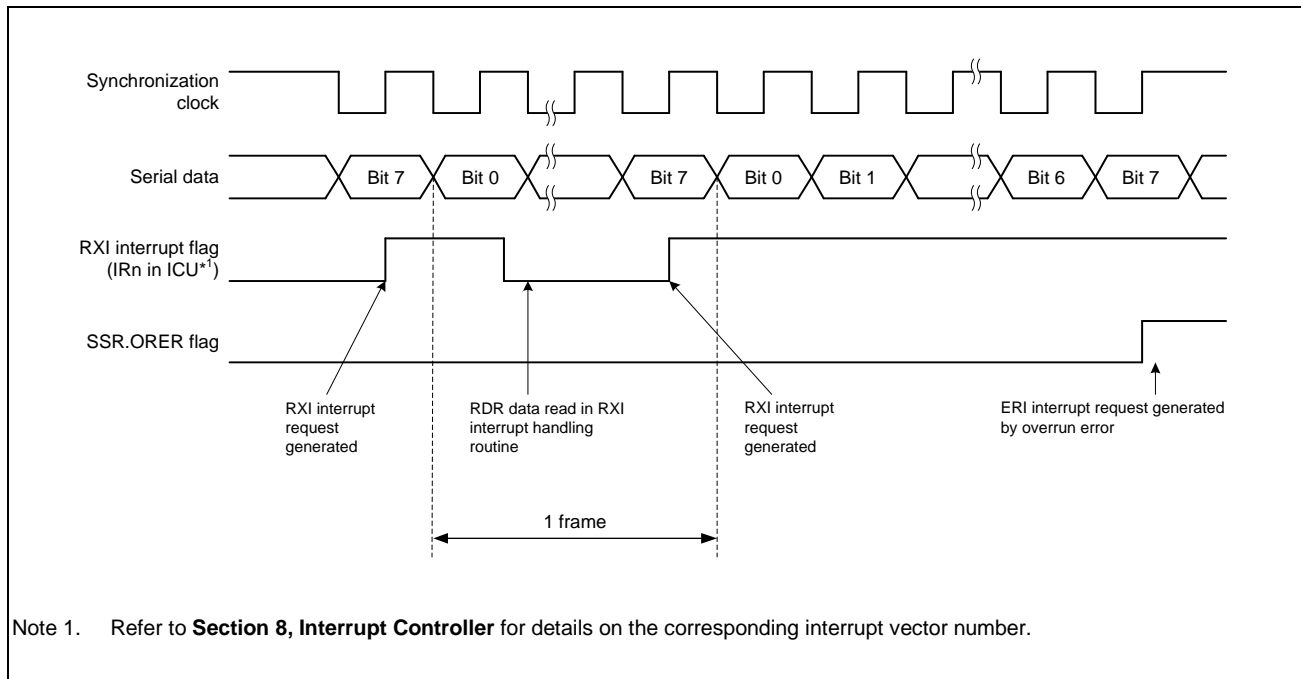 Synchronization
clock
Serial data
Bit 7
Bit 0
Bit 7
Bit 0
Bit 1
Bit 6
Bit 7
RXI interrupt flag
(IRn in ICU*1)
SSR.ORER flag
RXI interrupt
request
generated
RDR data read in RXI
interrupt handling
routine
RXI interrupt
request
generated
ERI interrupt request generated
by overrun error
1 frame
Note 1. Refer to Section 8, Interrupt Controller for details on the corresponding interrupt vector number.